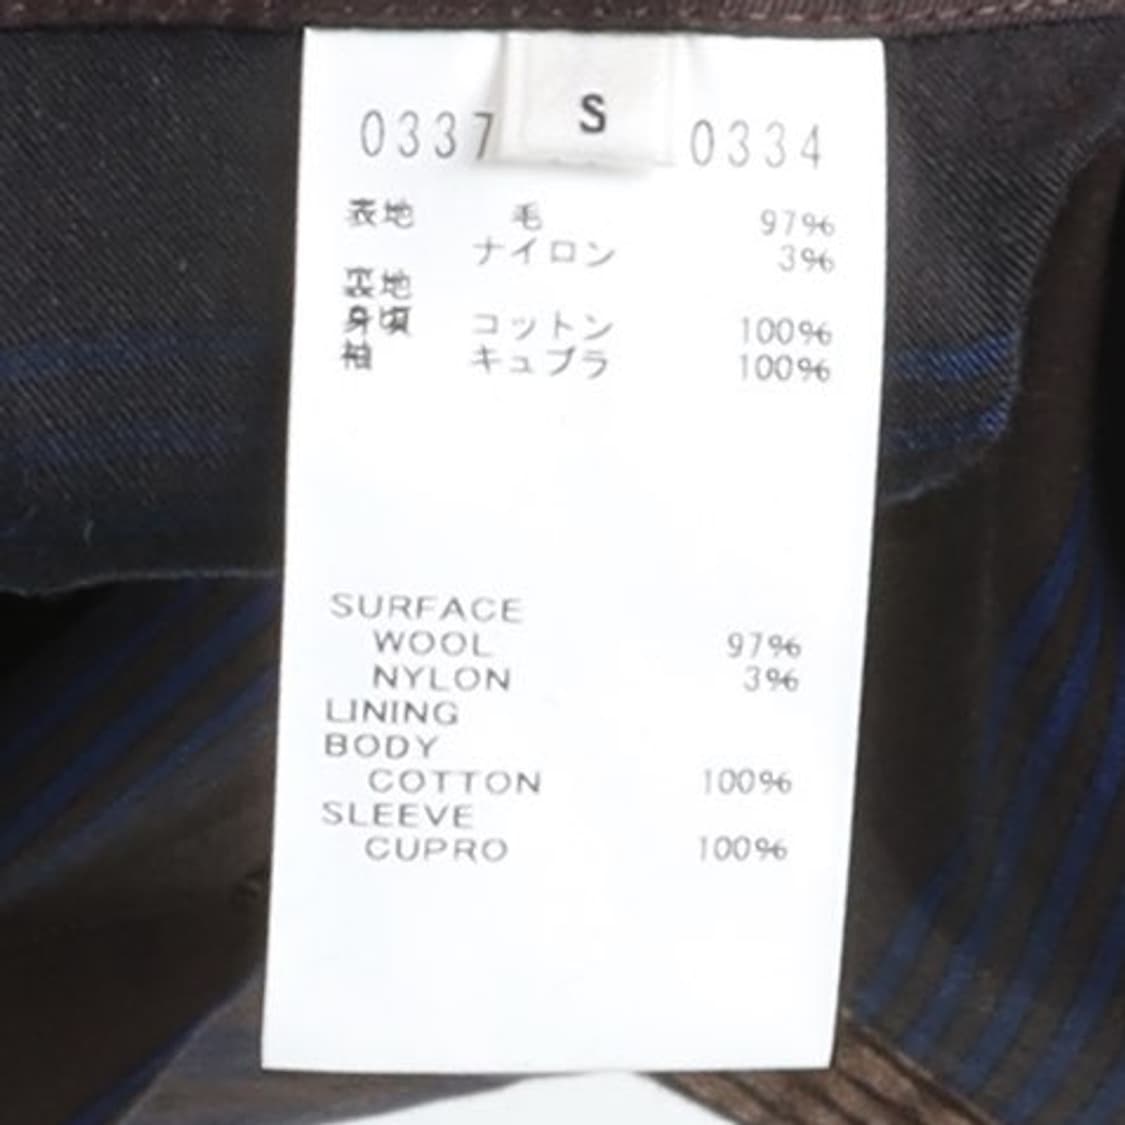 S
0337 0334
表地 毛 97%
ナイロン 3%
裏地
身頃 コットン 100%
袖 キュプラ 100%
SURFACE
WOOL 97%
NYLON 3%
LINING
BODY
COTTON 100%
SLEEVE
CUPRO 100%